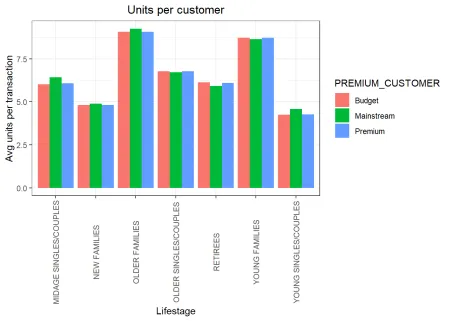 Units per customer
Avg units per transaction
7.5
5.0
2.5
0.0
MIDAGE SINGLES/COUPLES
NEW FAMILIES
OLDER FAMILIES
OLDER SINGLES/COUPLES
RETIREES
YOUNG FAMILIES
YOUNG SINGLES/COUPLES
Lifestage
PREMIUM_CUSTOMER
Budget
Mainstream
Premium